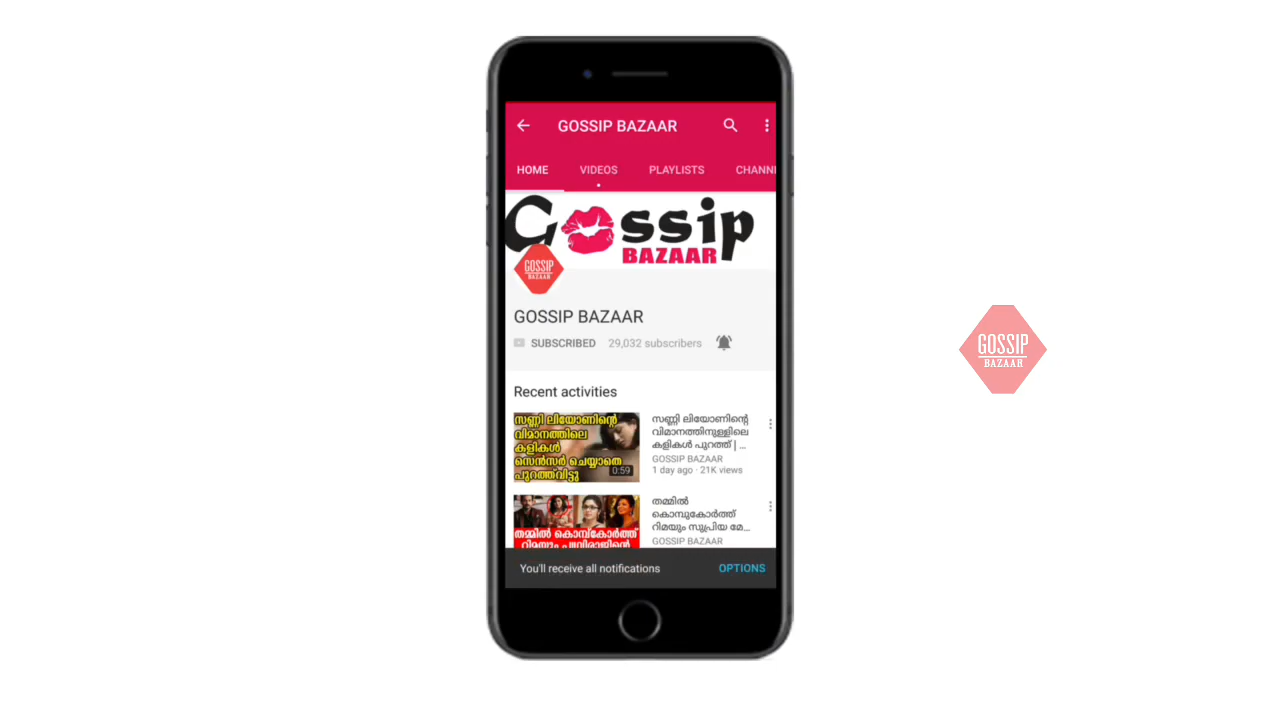 GOSSIP BAZAAR
HOME VIDEOS PLAYLISTS CHANN
Gossip
BAZAAR
GOSSIP
BAZAAR
GOSSIP BAZAAR
SUBSCRIBED 29,032 subscribers
Recent activities
സണ്ണി ലിയോണിന്റെ
വിമാനത്തിലെ
കളികൾ
സെൻസർ ചെയ്യാതെ
പുറത്ത്‌വിട്ടു
0:59
സണ്ണി ലിയോണിന്റെ
വിമാനത്തിനുള്ളിലെ
കളികൾ പുറത്ത് | ...
GOSSIP BAZAAR
1 day ago · 21K views
തമ്മിൽ കൊമ്പ്കോർത്ത്
റിമയും
തമ്മിൽ
കൊമ്പുകോർത്ത്
റിമയും സുപ്രിയ മേ...
GOSSIP BAZAAR
You'll receive all notifications OPTIONS
GOSSIP
BAZAAR